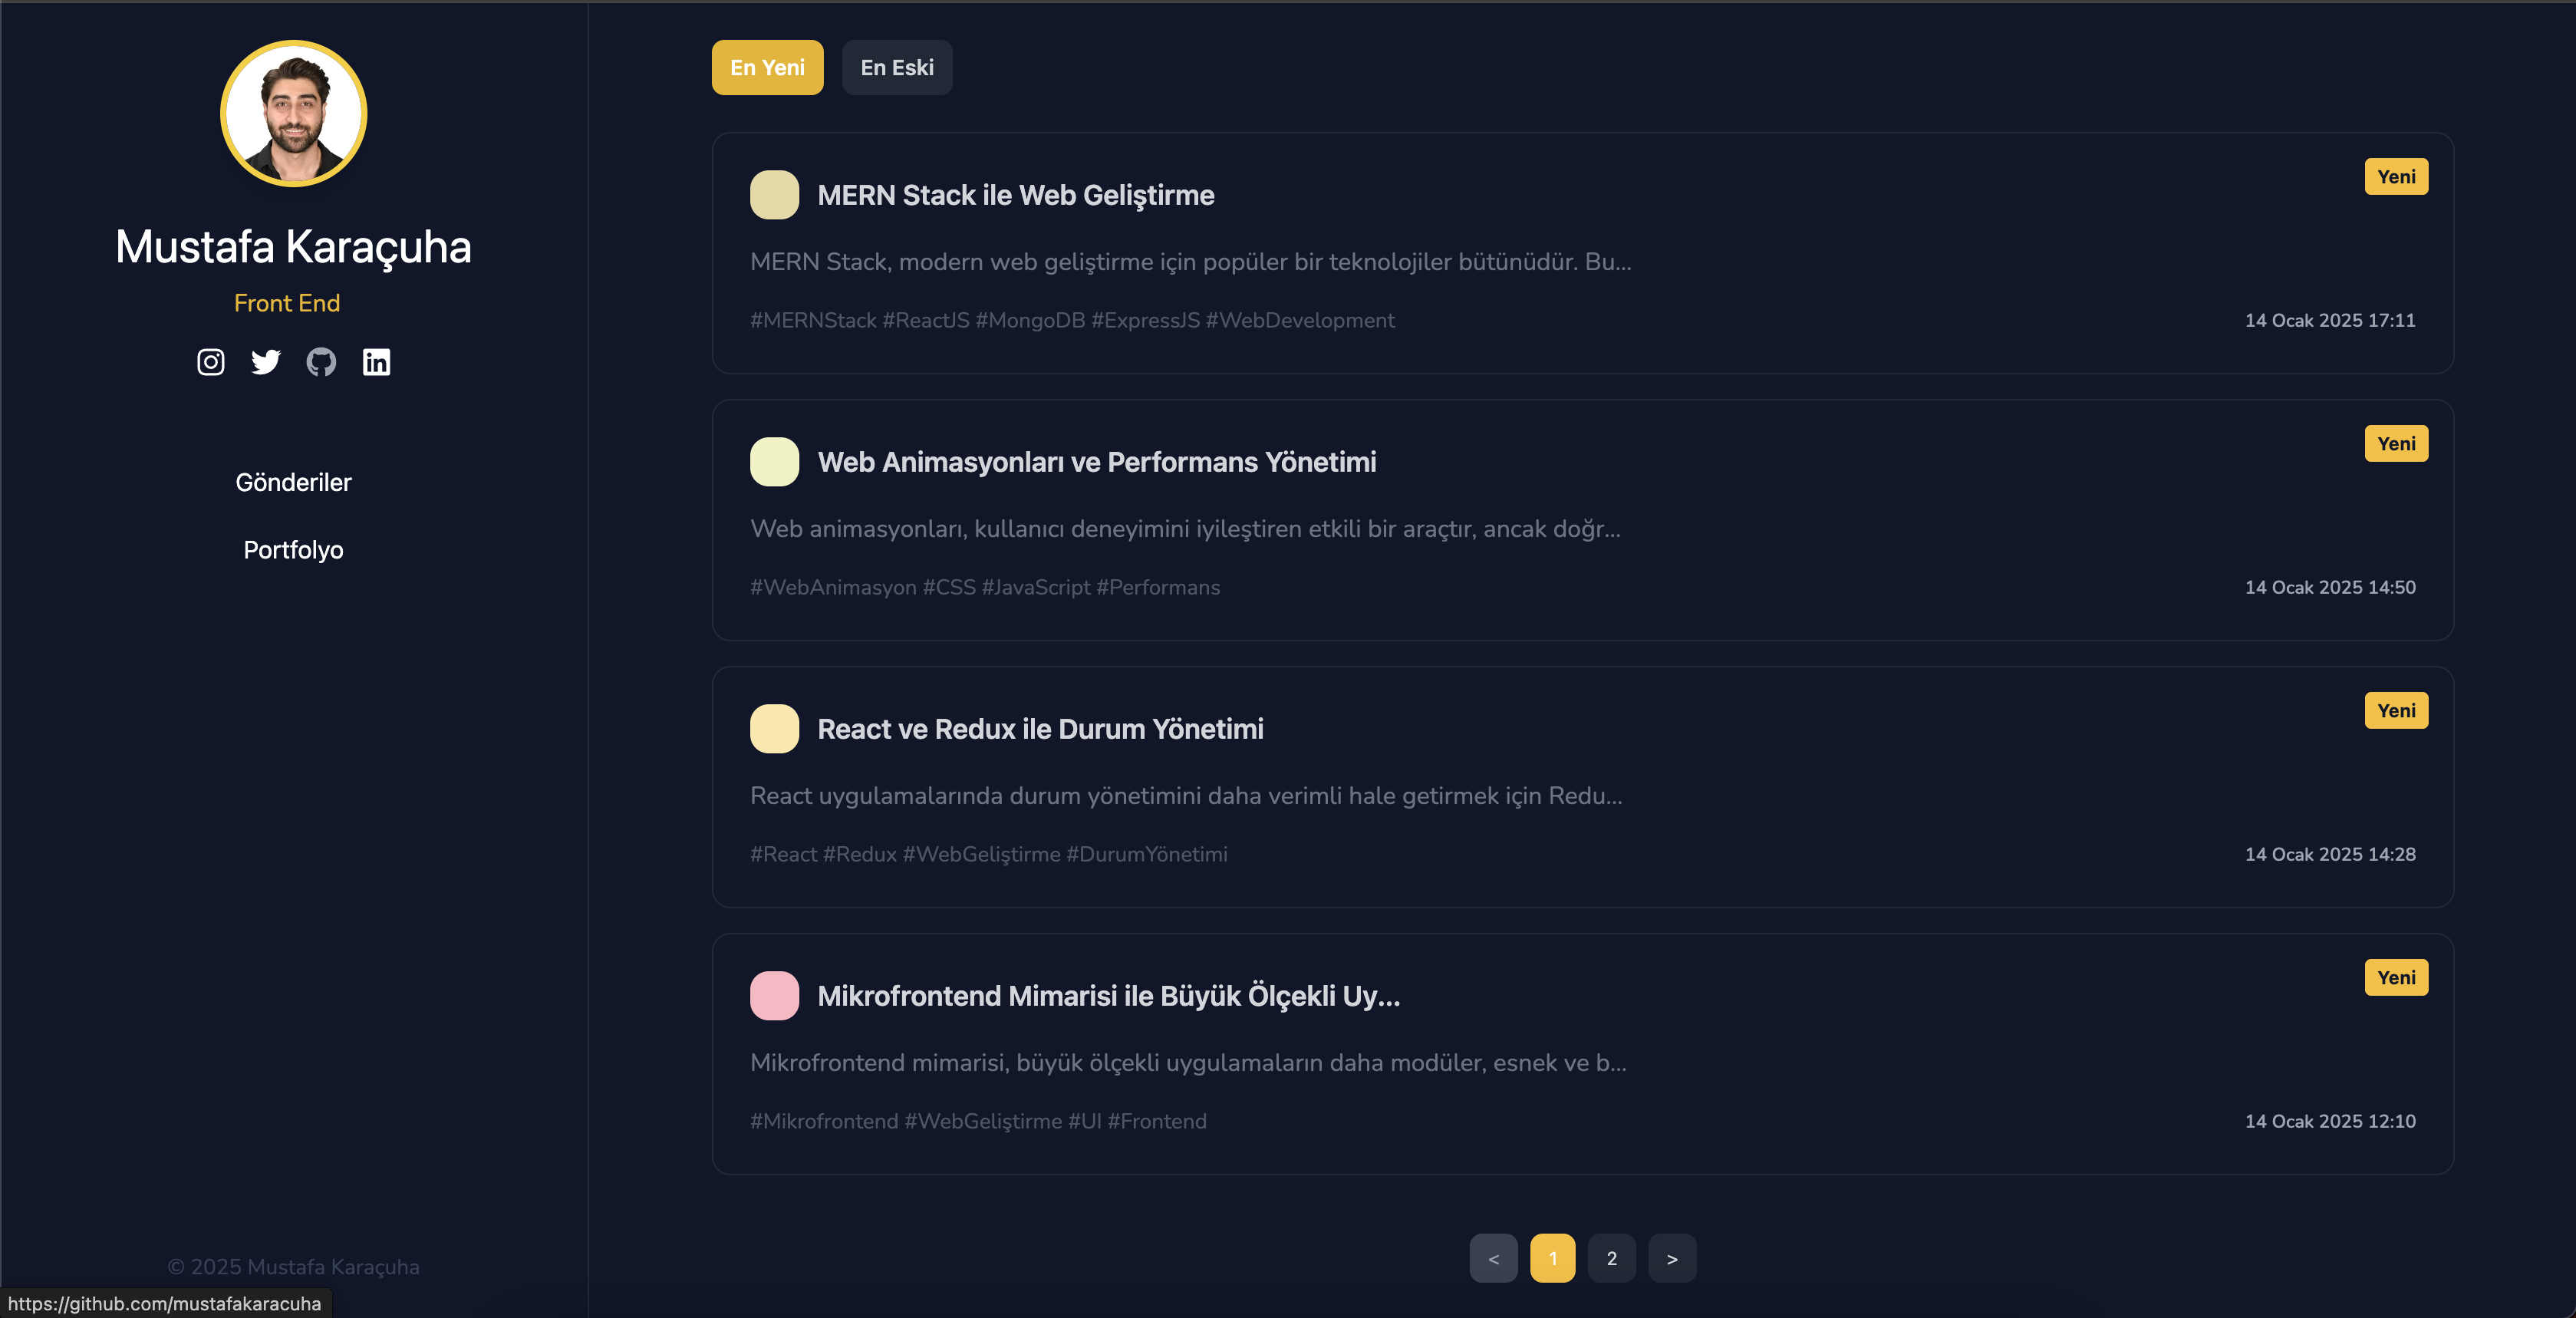 Mustafa Karaçuha
Front End
Gönderiler
Portfolyo
© 2025 Mustafa Karaçuha
https://github.com/mustafakaracuha
En Yeni
En Eski
MERN Stack ile Web Geliştirme
Yeni
MERN Stack, modern web geliştirme için popüler bir teknolojiler bütünüdür. Bu...
#MERNStack #ReactJS #MongoDB #ExpressJS #WebDevelopment
14 Ocak 2025 17:11
Web Animasyonları ve Performans Yönetimi
Yeni
Web animasyonları, kullanıcı deneyimini iyileştiren etkili bir araçtır, ancak doğr...
#WebAnimasyon #CSS #JavaScript #Performans
14 Ocak 2025 14:50
React ve Redux ile Durum Yönetimi
Yeni
React uygulamalarında durum yönetimini daha verimli hale getirmek için Redu...
#React #Redux #WebGeliştirme #DurumYönetimi
14 Ocak 2025 14:28
Mikrofrontend Mimarisi ile Büyük Ölçekli Uy...
Yeni
Mikrofrontend mimarisi, büyük ölçekli uygulamaların daha modüler, esnek ve b...
#Mikrofrontend #WebGeliştirme #UI #Frontend
14 Ocak 2025 12:10
< 1 2 >